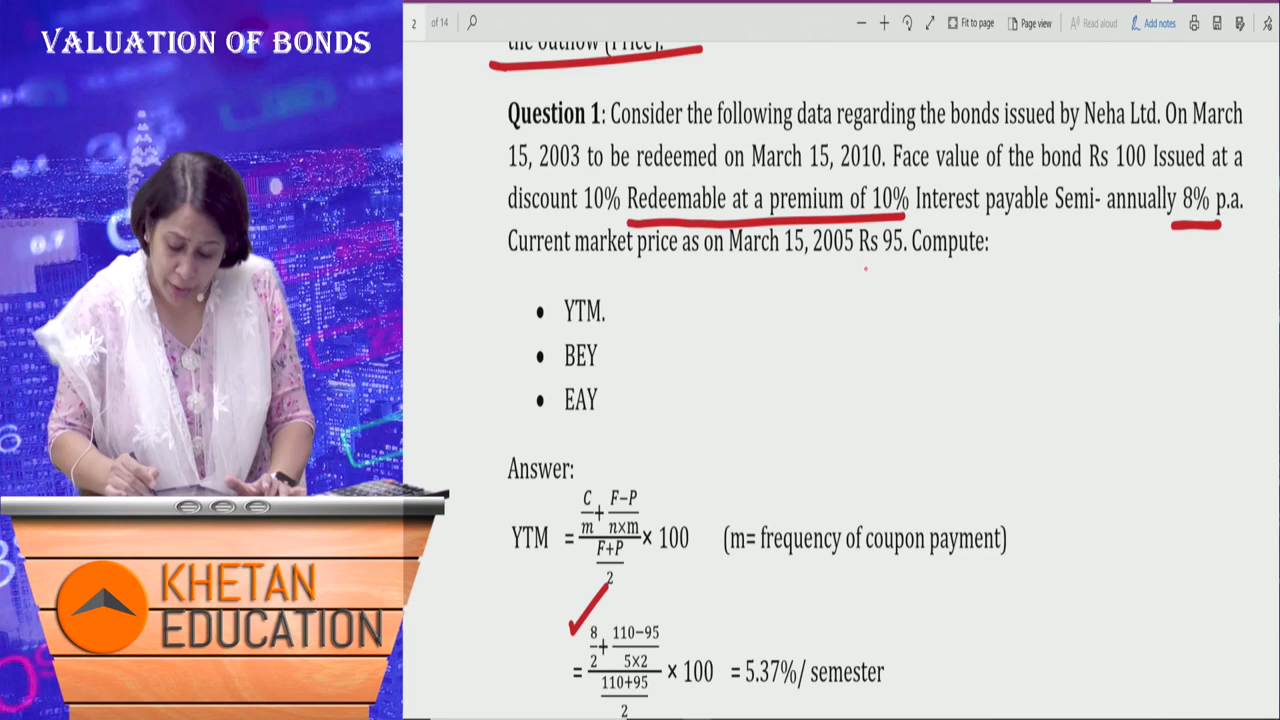 VALUATION OF BONDS
2 of 14
Fit to page
Page view
Read aloud
Add notes
the outflow (Price).
Question 1: Consider the following data regarding the bonds issued by Neha Ltd. On March
15, 2003 to be redeemed on March 15, 2010. Face value of the bond Rs 100 Issued at a
discount 10% Redeemable at a premium of 10% Interest payable Semi- annually 8% p.a.
Current market price as on March 15, 2005 Rs 95. Compute:
• YTM.
• BEY
• EAY
Answer:
C/m + F−P/n×m
YTM = × 100 (m= frequency of coupon payment)
F+P/2
8/2 + 110−95/5×2
= × 100 = 5.37%/ semester
110+95/2
KHETAN
EDUCATION